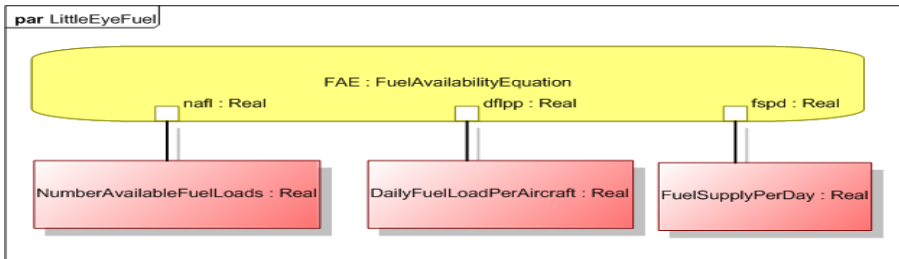 par LittleEyeFuel
FAE : FuelAvailabilityEquation
nafl : Real
dflpp : Real
fspd : Real
NumberAvailableFuelLoads : Real
DailyFuelLoadPerAircraft : Real
FuelSupplyPerDay : Real